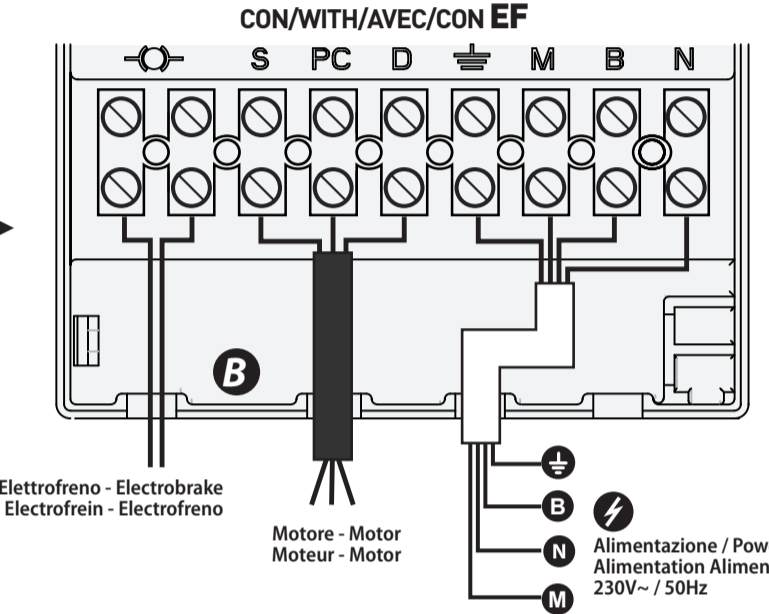 CON/WITH/AVEC/CON EF
S PC D M B N
B
Elettrofreno - Electrobrake
Electrofrein - Electrofreno
Motore - Motor
Moteur - Motor
B
N
M
Alimentazione / Pow
Alimentation Alimen
230V~ / 50Hz